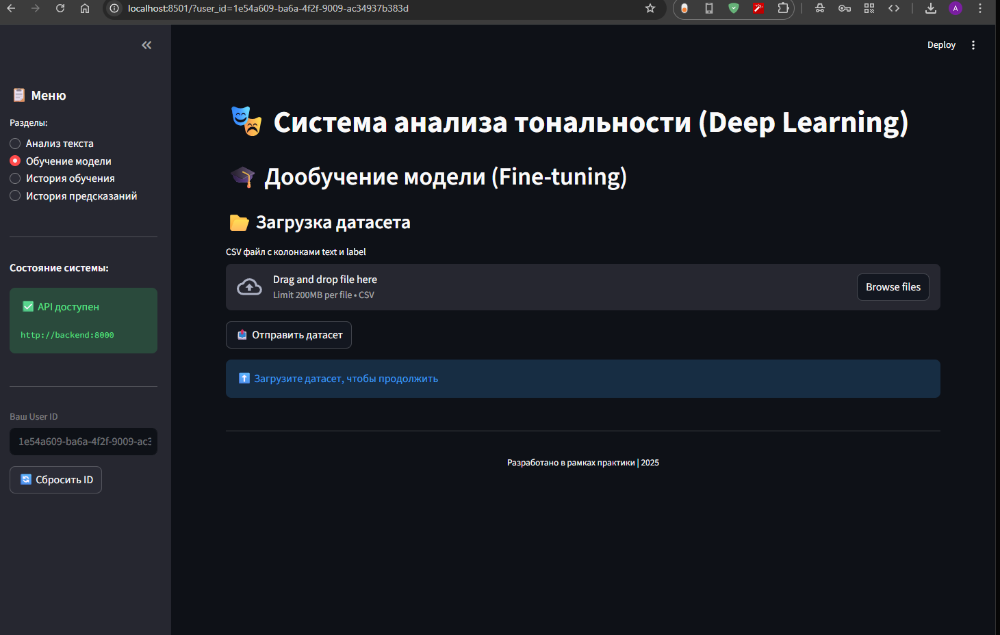 localhost:8501/?user_id=1e54a609-ba6a-4f2f-9009-ac34937b383d
A
Deploy
Меню
Разделы:
Анализ текста
Обучение модели
История обучения
История предсказаний
Состояние системы:
API доступен
http://backend:8000
Ваш User ID
1e54a609-ba6a-4f2f-9009-ac3
Сбросить ID
Система анализа тональности (Deep Learning)
Дообучение модели (Fine-tuning)
Загрузка датасета
CSV файл с колонками text и label
Drag and drop file here
Limit 200MB per file • CSV
Browse files
Отправить датасет
Загрузите датасет, чтобы продолжить
Разработано в рамках практики | 2025